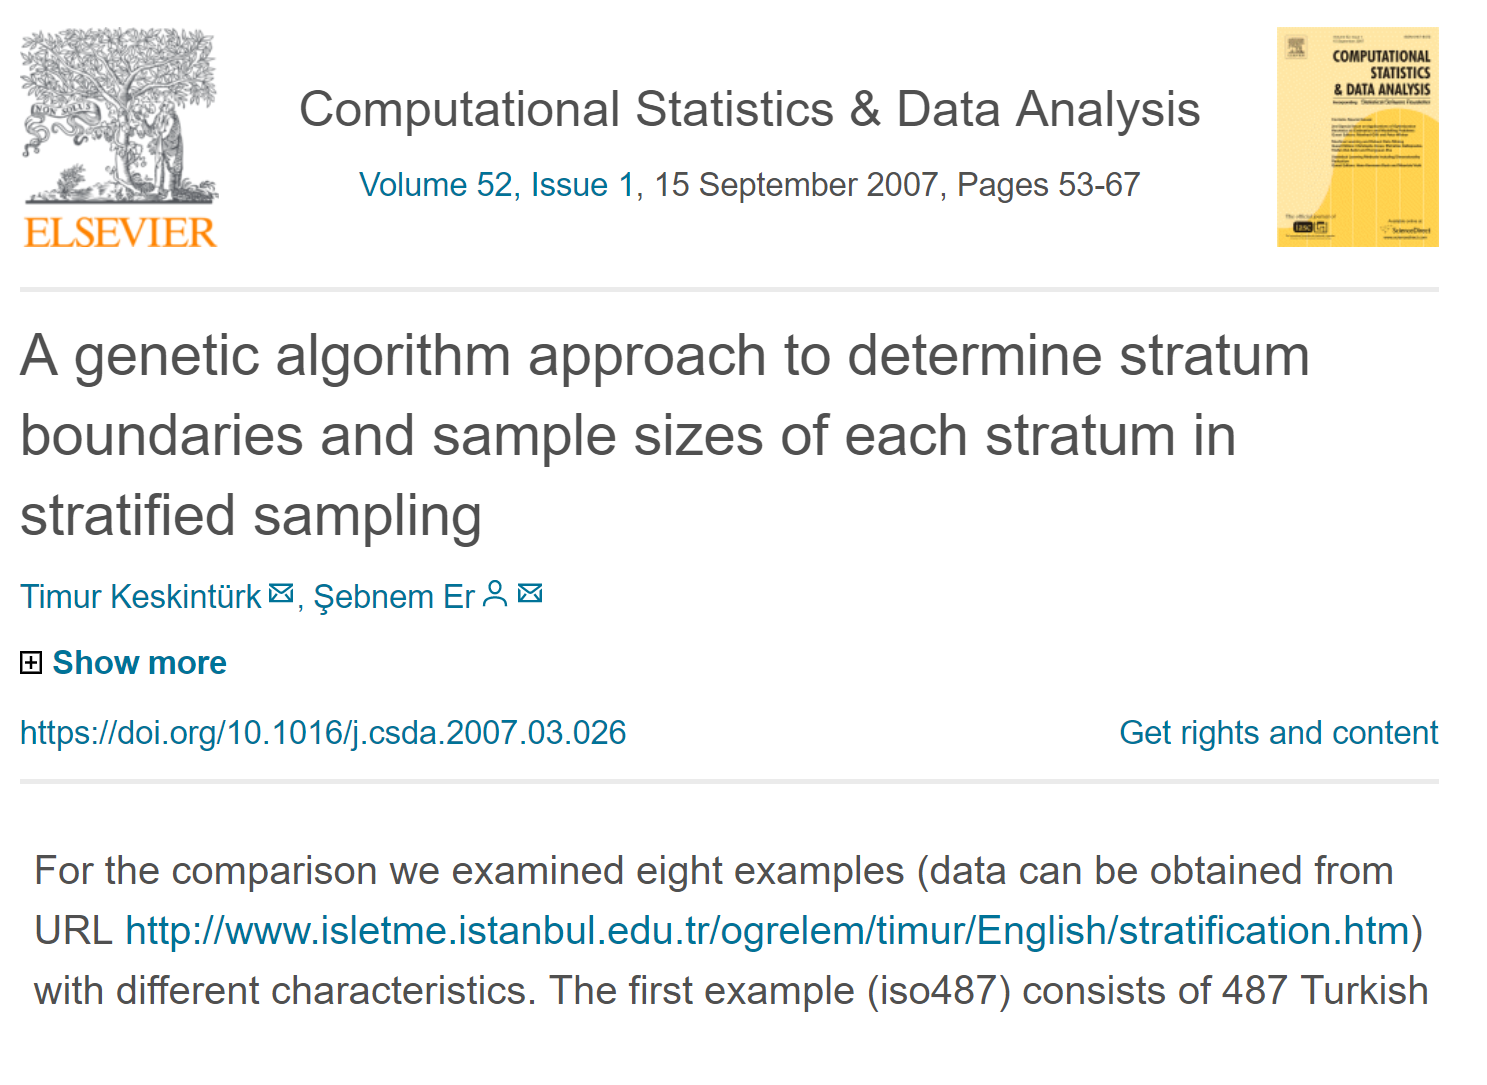 NON SOLUS
ELSEVIER
Computational Statistics & Data Analysis
Volume 52, Issue 1, 15 September 2007, Pages 53-67
COMPUTATIONAL
STATISTICS
& DATA ANALYSIS
A genetic algorithm approach to determine stratum
boundaries and sample sizes of each stratum in
stratified sampling
Timur Keskintürk, Şebnem Er
Show more
https://doi.org/10.1016/j.csda.2007.03.026 Get rights and content
For the comparison we examined eight examples (data can be obtained from
URL http://www.isletme.istanbul.edu.tr/ogrelem/timur/English/stratification.htm)
with different characteristics. The first example (iso487) consists of 487 Turkish